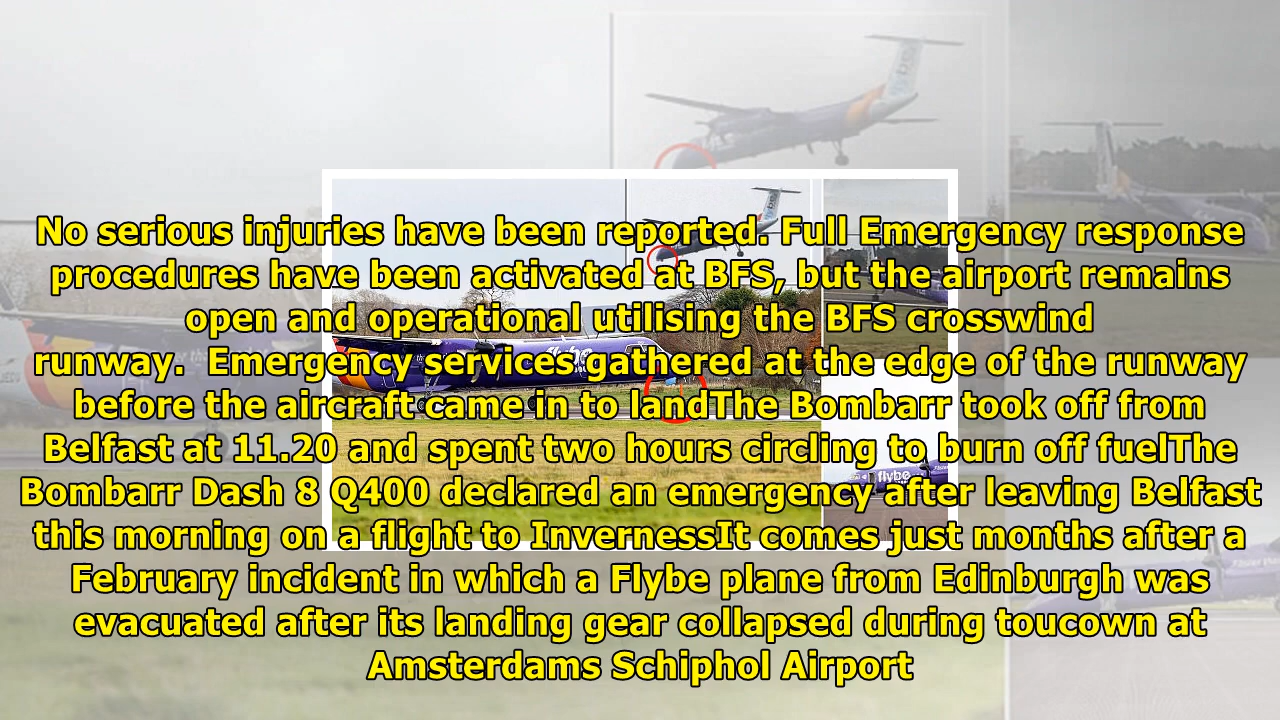 No serious injuries have been reported. Full Emergency response
procedures have been activated at BFS, but the airport remains
open and operational utilising the BFS crosswind
runway.  Emergency services gathered at the edge of the runway
before the aircraft came in to landThe Bombarr took off from
Belfast at 11.20 and spent two hours circling to burn off fuelThe
Bombarr Dash 8 Q400 declared an emergency after leaving Belfast
this morning on a flight to InvernessIt comes just months after a
February incident in which a Flybe plane from Edinburgh was
evacuated after its landing gear collapsed during toucown at
Amsterdams Schiphol Airport
flybe
flybe